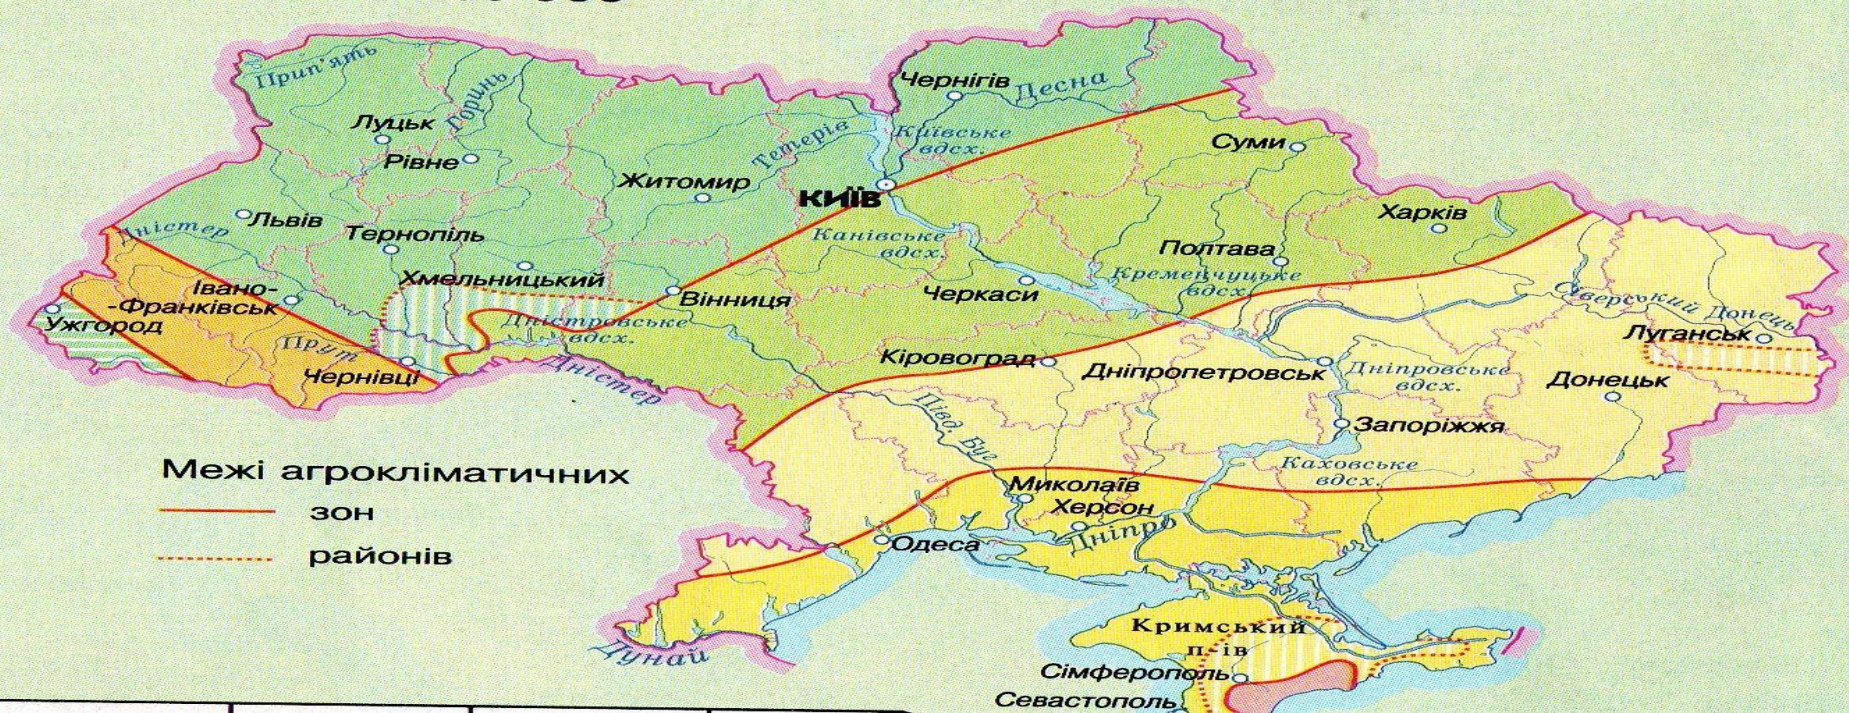 Прип'ять
Горинь
Луцьк
Рівне
Чернігів
Десна
Київське
вдсх.
Тетерів
Суми
Житомир
КИЇВ
Львів
Дністер
Тернопіль
Харків
Канівське
вдсх.
Полтава
Кременчуцьке
вдсх.
Хмельницький
Івано-
-Франківськ
Вінниця
Черкаси
Сіверський Донець
Ужгород
Дністровське
вдсх.
Луганськ
Прут
Чернівці
Дністер
Кіровоград
Дніпропетровськ
Дніпровське
вдсх.
Донецьк
Півд. Буг
Запоріжжя
Каховське
вдсх.
Межі агрокліматичних
зон
районів
Миколаїв
Херсон
Дніпро
Одеса
Дунай
Кримський
п-ів
Сімферополь
Севастополь